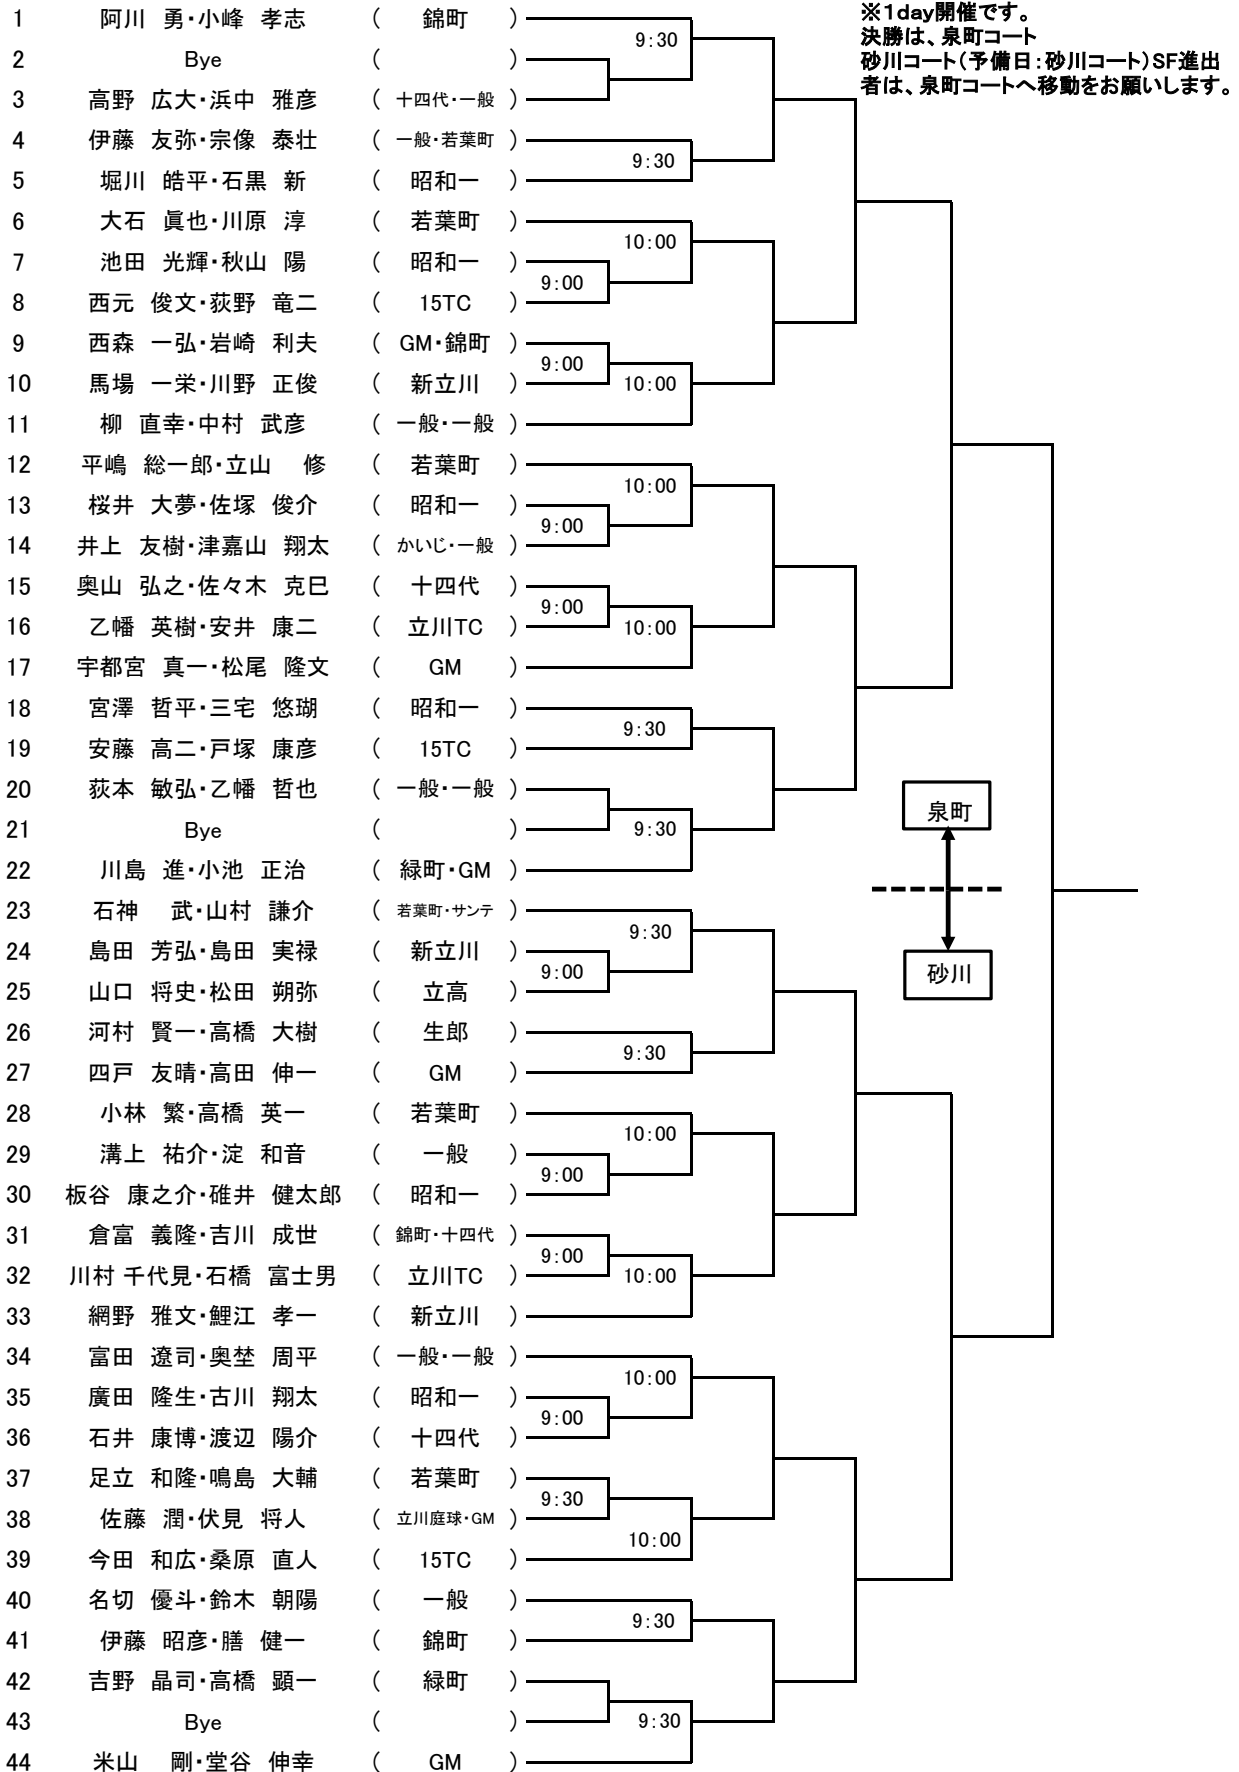 ※1day開催です。
決勝は、泉町コート
砂川コート(予備日:砂川コート)SF進出
者は、泉町コートへ移動をお願いします。
1 阿川 勇・小峰 孝志 ( 錦町 )
9:30
2 Bye ( )
3 高野 広大・浜中 雅彦 ( 十四代・一般 )
4 伊藤 友弥・宗像 泰壮 ( 一般・若葉町 )
9:30
5 堀川 皓平・石黒 新 ( 昭和一 )
6 大石 眞也・川原 淳 ( 若葉町 )
10:00
7 池田 光輝・秋山 陽 ( 昭和一 )
9:00
8 西元 俊文・荻野 竜二 ( 15TC )
9 西森 一弘・岩崎 利夫 ( GM・錦町 )
9:00
10 馬場 一栄・川野 正俊 ( 新立川 )
10:00
11 柳 直幸・中村 武彦 ( 一般・一般 )
12 平嶋 総一郎・立山 修 ( 若葉町 )
10:00
13 桜井 大夢・佐塚 俊介 ( 昭和一 )
9:00
14 井上 友樹・津嘉山 翔太 ( かいじ・一般 )
15 奥山 弘之・佐々木 克巳 ( 十四代 )
9:00
16 乙幡 英樹・安井 康二 ( 立川TC )
10:00
17 宇都宮 真一・松尾 隆文 ( GM )
18 宮澤 哲平・三宅 悠瑚 ( 昭和一 )
9:30
19 安藤 高二・戸塚 康彦 ( 15TC )
20 荻本 敏弘・乙幡 哲也 ( 一般・一般 )
泉町
21 Bye ( )
9:30
22 川島 進・小池 正治 ( 緑町・GM )
23 石神 武・山村 謙介 ( 若葉町・サンテ )
9:30
24 島田 芳弘・島田 実禄 ( 新立川 )
9:00
砂川
25 山口 将史・松田 朔弥 ( 立高 )
26 河村 賢一・高橋 大樹 ( 生郎 )
9:30
27 四戸 友晴・高田 伸一 ( GM )
28 小林 繁・高橋 英一 ( 若葉町 )
10:00
29 溝上 祐介・淀 和音 ( 一般 )
9:00
30 板谷 康之介・碓井 健太郎 ( 昭和一 )
31 倉富 義隆・吉川 成世 ( 錦町・十四代 )
9:00
32 川村 千代見・石橋 富士男 ( 立川TC )
10:00
33 網野 雅文・鯉江 孝一 ( 新立川 )
34 富田 遼司・奥埜 周平 ( 一般・一般 )
10:00
35 廣田 隆生・古川 翔太 ( 昭和一 )
9:00
36 石井 康博・渡辺 陽介 ( 十四代 )
37 足立 和隆・鳴島 大輔 ( 若葉町 )
9:30
38 佐藤 潤・伏見 将人 ( 立川庭球・GM )
10:00
39 今田 和広・桑原 直人 ( 15TC )
40 名切 優斗・鈴木 朝陽 ( 一般 )
9:30
41 伊藤 昭彦・膳 健一 ( 錦町 )
42 吉野 晶司・高橋 顕一 ( 緑町 )
43 Bye ( )
9:30
44 米山 剛・堂谷 伸幸 ( GM )